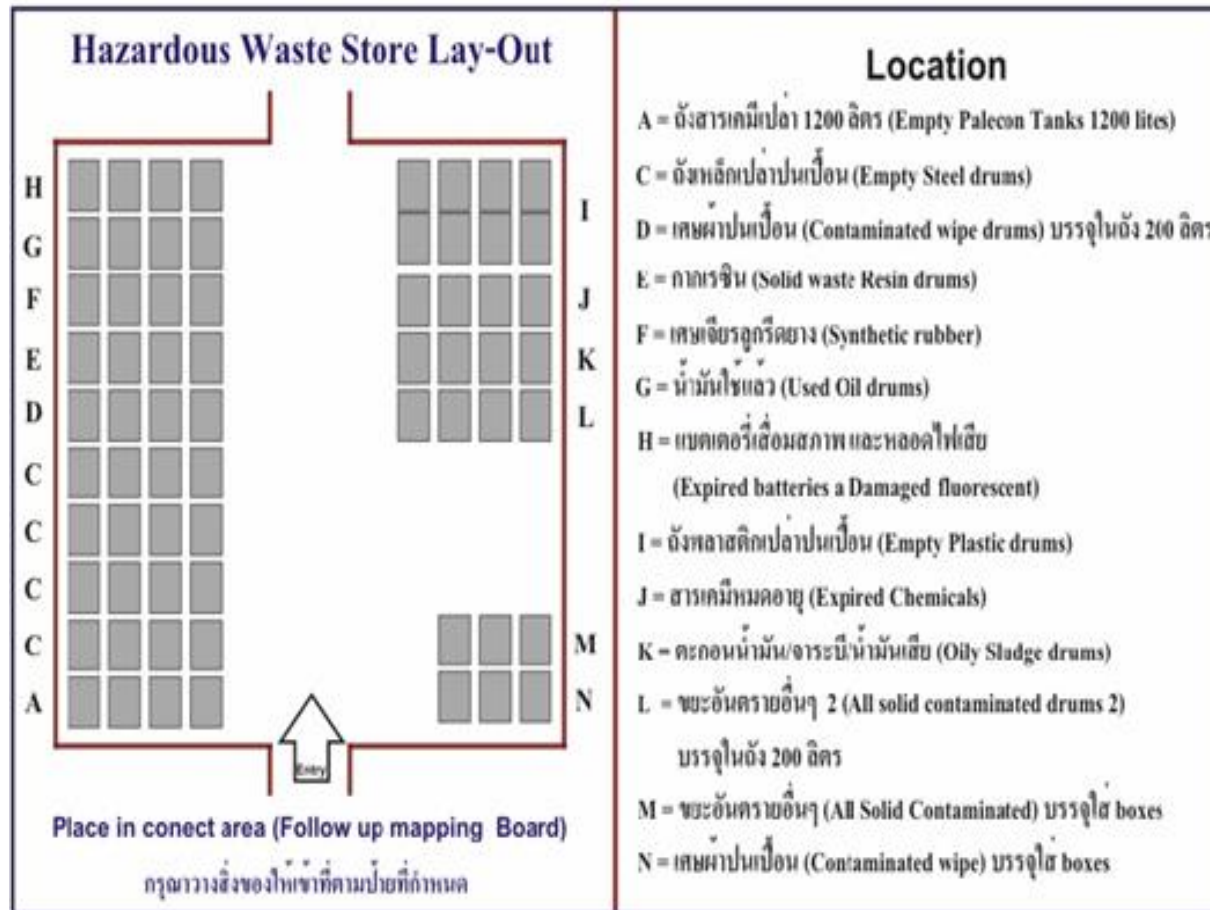 Hazardous Waste Store Lay-Out
H
G
F
E
D
C
C
C
C
A
I
J
K
L
M
N
Entry
Place in conect area (Follow up mapping Board)
กรุณาวางสิ่งของให้เข้าที่ตามป้ายที่กำหนด
Location
A = ถังสารเคมีเปล่า 1200 ลิตร (Empty Palecon Tanks 1200 lites)
C = ถังเหล็กเปล่าปนเปื้อน (Empty Steel drums)
D = เศษผ้าปนเปื้อน (Contaminated wipe drums) บรรจุในถัง 200 ลิตร
E = กากเรซิน (Solid waste Resin drums)
F = เศษเจียรลูกรีดยาง (Synthetic rubber)
G = น้ำมันใช้แล้ว (Used Oil drums)
H = แบตเตอรี่เสื่อมสภาพ และหลอดไฟเสีย
(Expired batteries a Damaged fluorescent)
I = ถังพลาสติกเปล่าปนเปื้อน (Empty Plastic drums)
J = สารเคมีหมดอายุ (Expired Chemicals)
K = ตะกอนน้ำมัน/จาระบี/น้ำมันเสีย (Oily Sludge drums)
L = ขยะอันตรายอื่นๆ 2 (All solid contaminated drums 2)
บรรจุในถัง 200 ลิตร
M = ขยะอันตรายอื่นๆ (All Solid Contaminated) บรรจุใส่ boxes
N = เศษผ้าปนเปื้อน (Contaminated wipe) บรรจุใส่ boxes